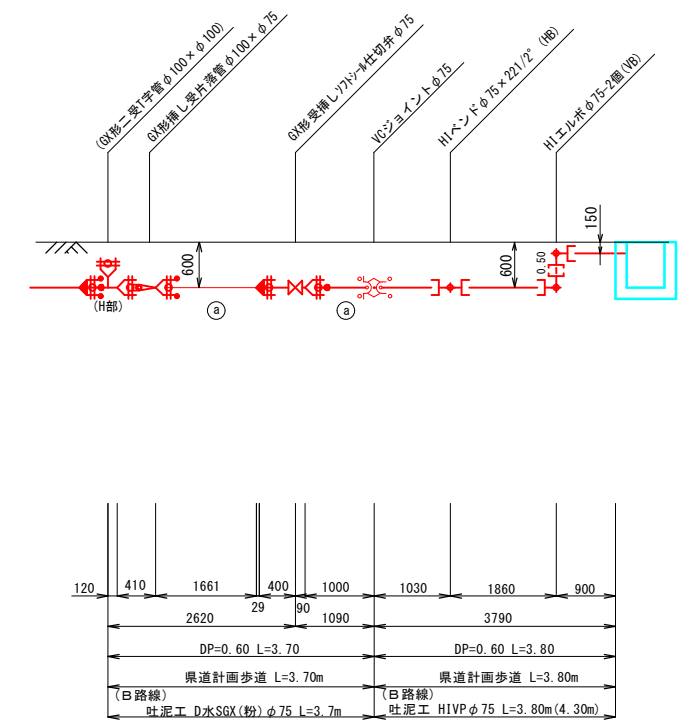 (GX形二受T字管φ100×φ100)
GX形挿し受片落管φ100×φ75
GX形受挿しソフトシール仕切弁φ75
VCジョイントφ75
HIベンドφ75×221/2° (HB)
HIエルボφ75-2個(VB)
150
600
600
0.50
(H部)
a
a
120
410
1661
400
1000
1030
1860
900
29
90
2620
1090
3790
DP=0.60 L=3.70
DP=0.60 L=3.80
県道計画歩道 L=3.70m
県道計画歩道 L=3.80m
(B路線)
(B路線)
吐泥工 D水SGX(粉)φ75 L=3.7m
吐泥工 HIVPφ75 L=3.80m(4.30m)